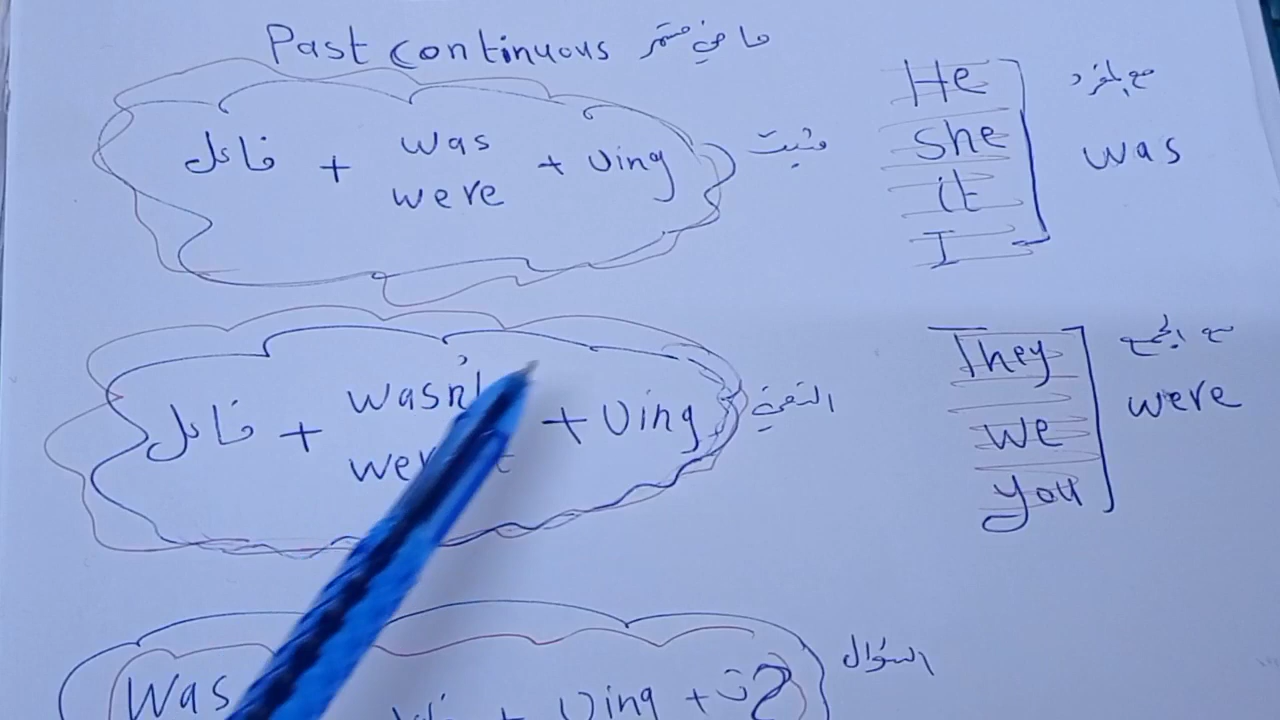 Past continuous ماضي مستمر
فاعل + was were + Ving مثبت
He
she
it
I
مع المفرد
was
فاعل + wasn't + Ving النفي
They
we
you
مع الجمع
were
السؤال
Was
+ Ving +